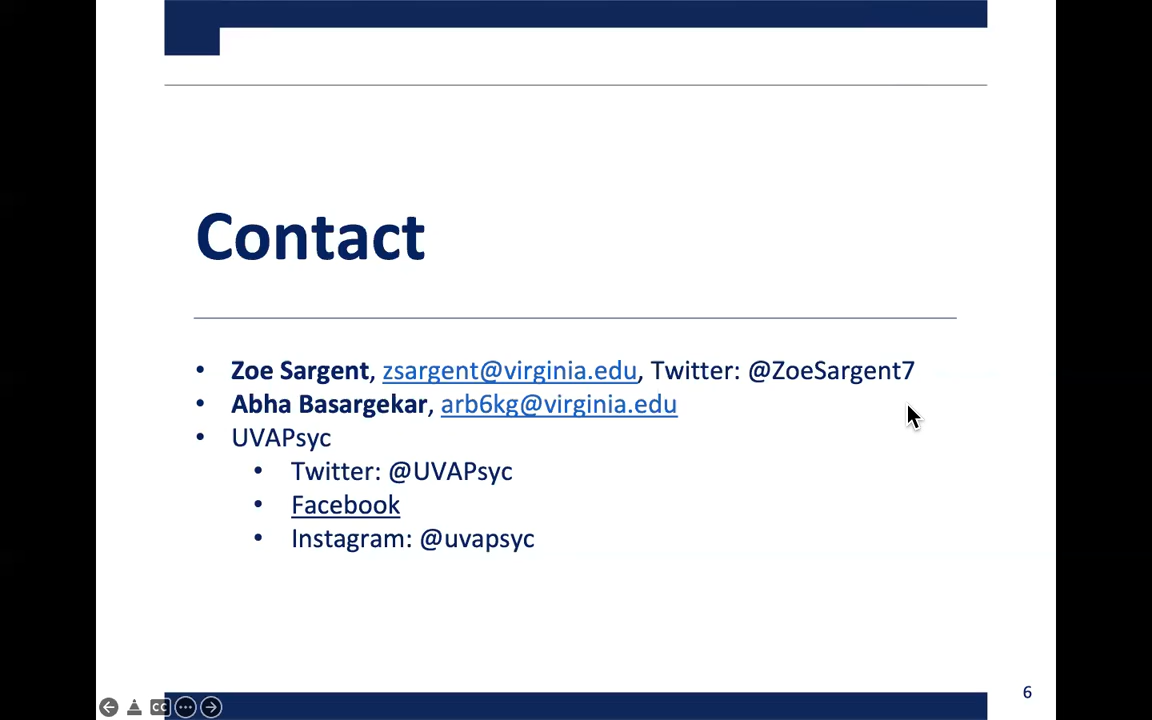 Contact
• Zoe Sargent, zsargent@virginia.edu, Twitter: @ZoeSargent7
• Abha Basargekar, arb6kg@virginia.edu
• UVAPsyc
• Twitter: @UVAPsyc
• Facebook
• Instagram: @uvapsyc
6
CC